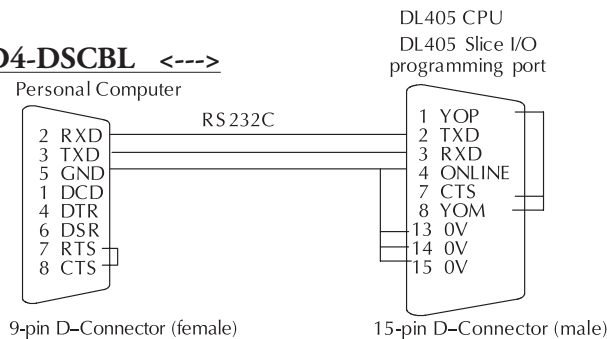 DL405 CPU
DL405 Slice I/O
programming port
04-DSCBL <--->
Personal Computer
RS232C
2 RXD
3 TXD
5 GND
1 DCD
4 DTR
6 DSR
7 RTS
8 CTS
1 YOP
2 TXD
3 RXD
4 ONLINE
7 CTS
8 YOM
13 0V
14 0V
15 0V
9-pin D–Connector (female)
15-pin D–Connector (male)